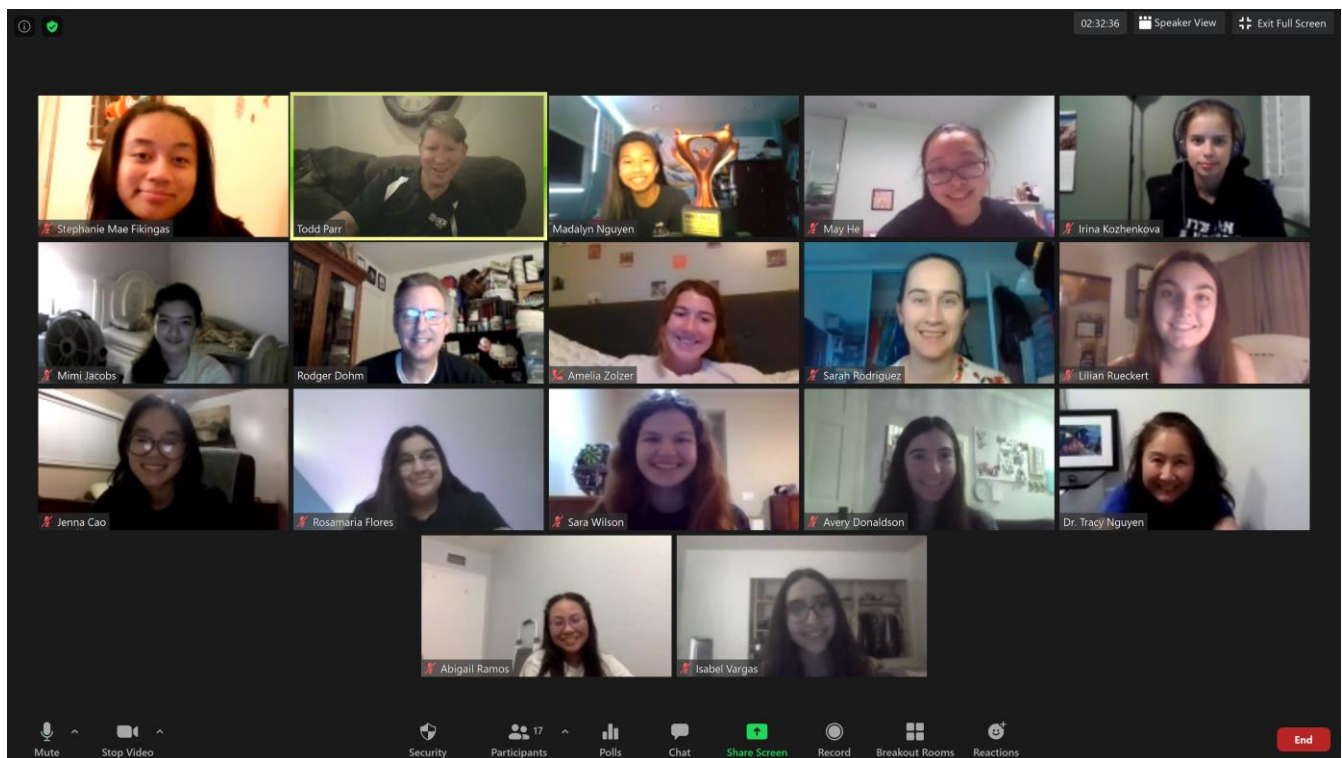 02:32:36
Speaker View
Exit Full Screen
Stephanie Mae Fikingas
Todd Parr
Madalyn Nguyen
May He
Irina Kozhenkova
Mimi Jacobs
Rodger Dohm
Amelia Zolzer
Sarah Rodriguez
Lilian Rueckert
Jenna Cao
Rosamaria Flores
Sara Wilson
Avery Donaldson
Dr. Tracy Nguyen
Abigail Ramos
Isabel Vargas
Mute
Stop Video
Security
17
Participants
Polls
Chat
Share Screen
Record
Breakout Rooms
Reactions
End